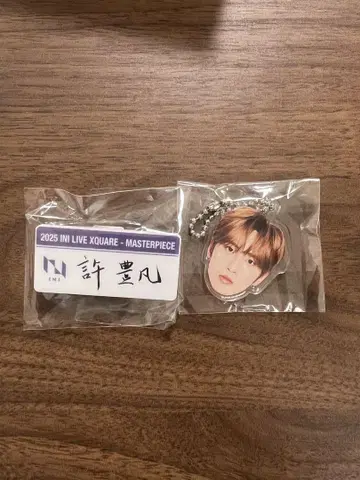 2025 INI LIVE XQUARE - MASTERPIECE
INI
許 豊凡